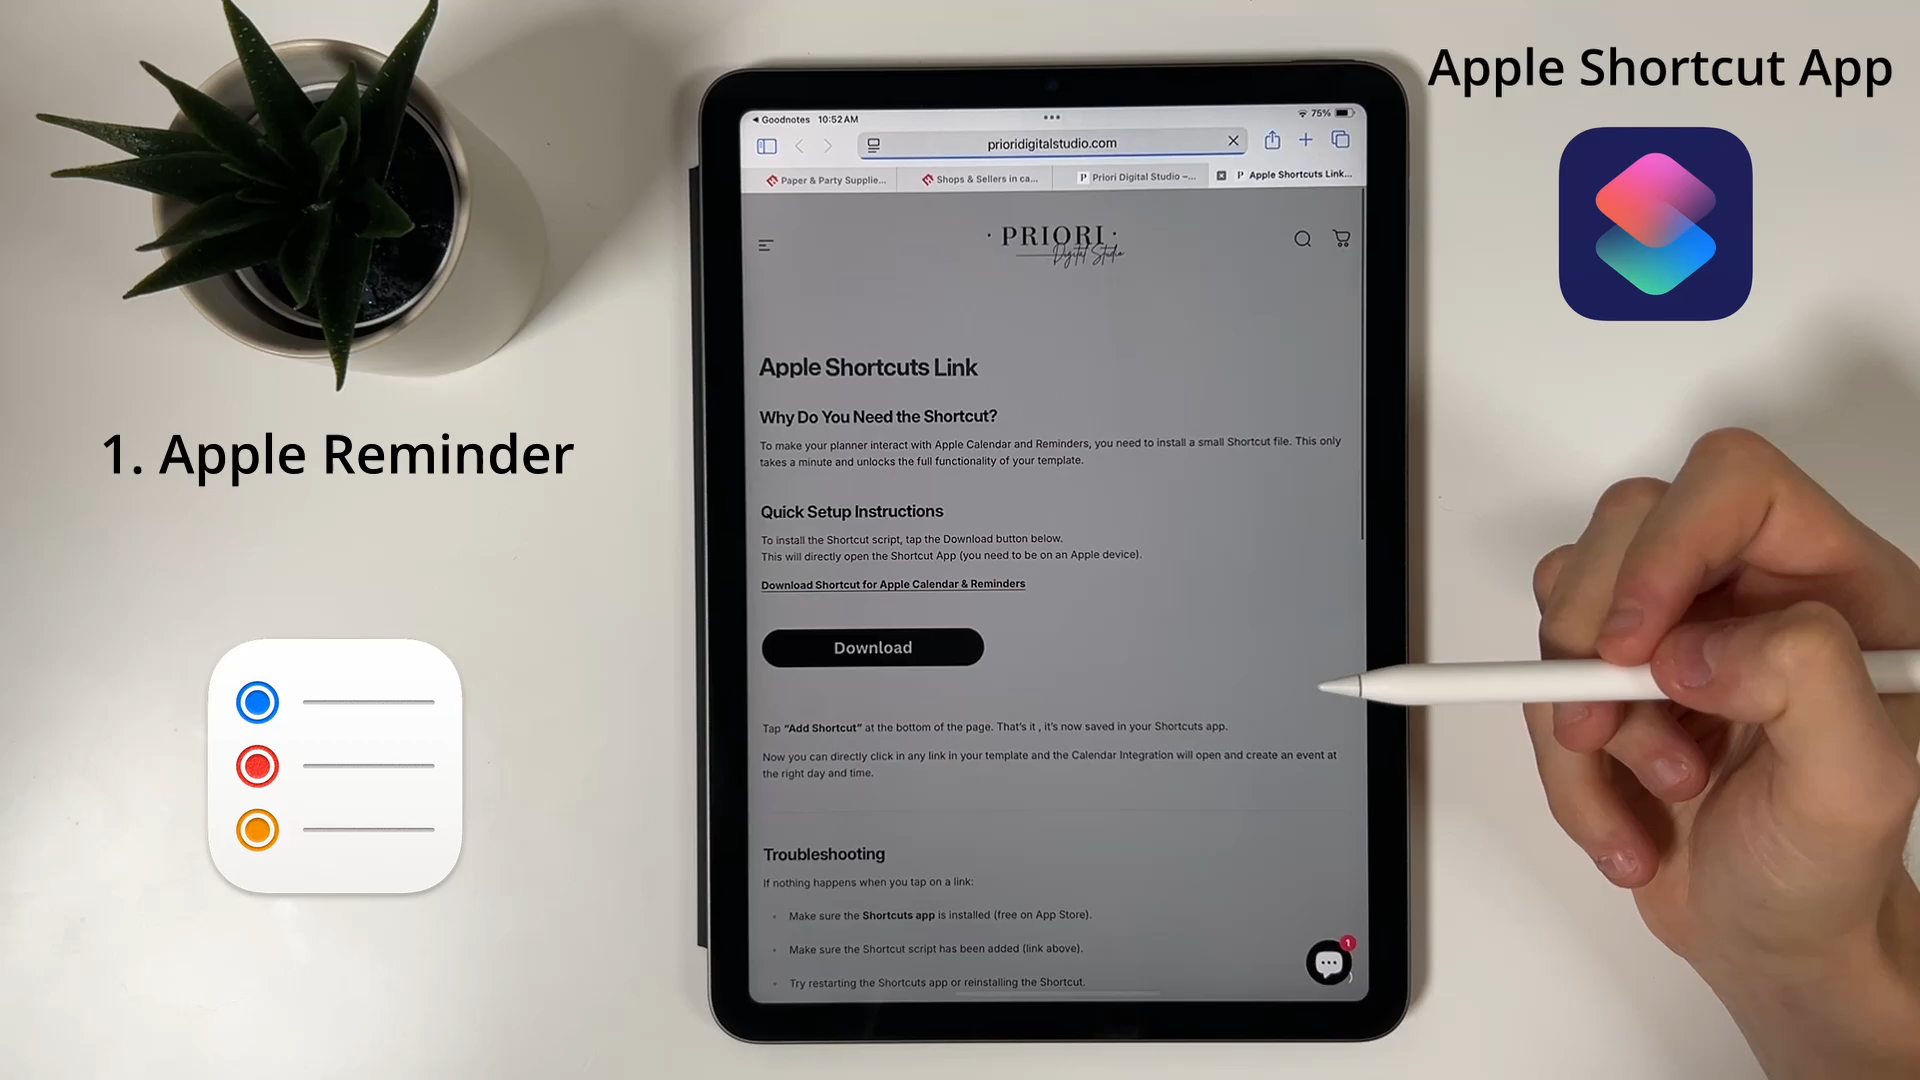 Apple Shortcut App
1. Apple Reminder
Goodnotes 10:52 AM
75%
prioridigitalstudio.com
Paper & Party Supplie...
Shops & Sellers in ca...
P Priori Digital Studio –...
P Apple Shortcuts Link...
· PRIORI ·
Digital Studio
Apple Shortcuts Link
Why Do You Need the Shortcut?
To make your planner interact with Apple Calendar and Reminders, you need to install a small Shortcut file. This only
takes a minute and unlocks the full functionality of your template.
Quick Setup Instructions
To install the Shortcut script, tap the Download button below.
This will directly open the Shortcut App (you need to be on an Apple device).
Download Shortcut for Apple Calendar & Reminders
Download
Tap “Add Shortcut” at the bottom of the page. That's it , it's now saved in your Shortcuts app.
Now you can directly click in any link in your template and the Calendar Integration will open and create an event at
the right day and time.
Troubleshooting
If nothing happens when you tap on a link:
Make sure the Shortcuts app is installed (free on App Store).
Make sure the Shortcut script has been added (link above).
Try restarting the Shortcuts app or reinstalling the Shortcut.
1